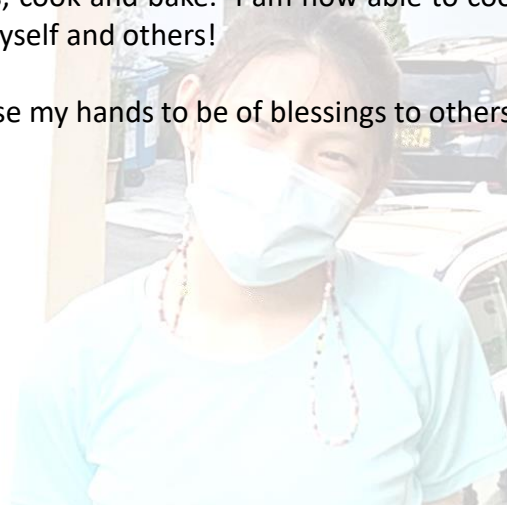 cook and bake! I am now able to coo
yself and others!
se my hands to be of blessings to others